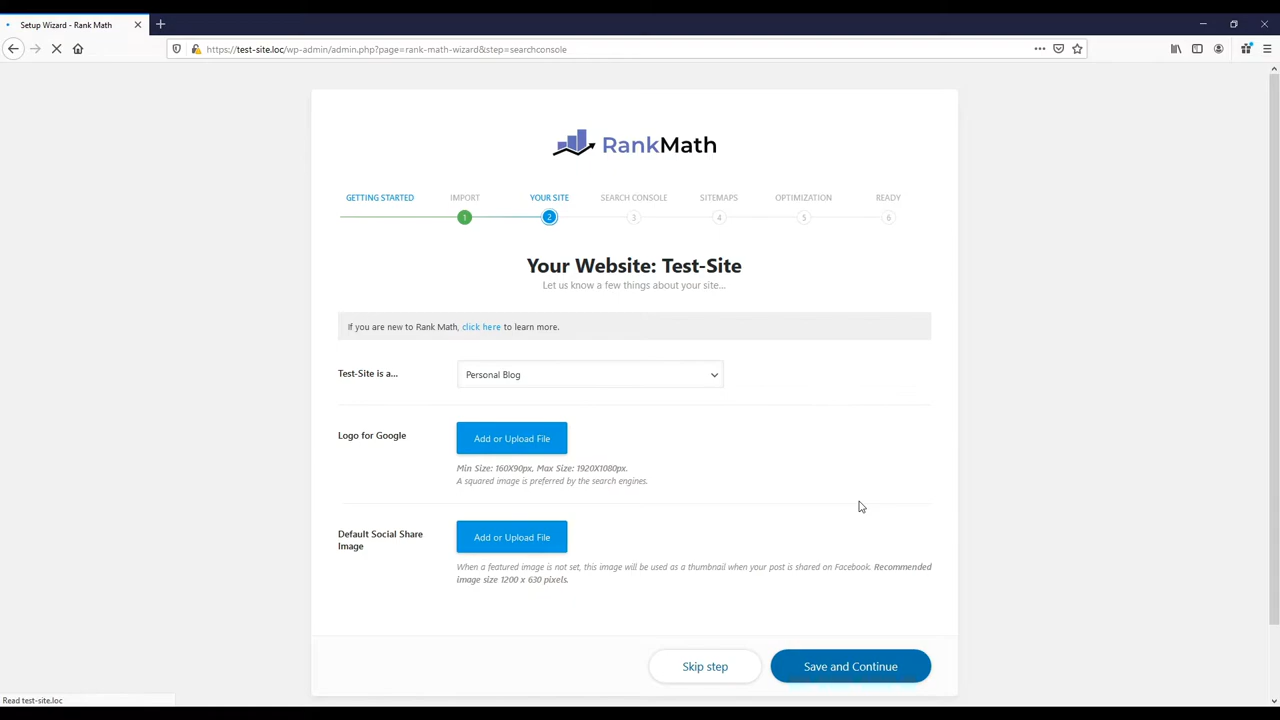 Setup Wizard - Rank Math
https://test-site.loc/wp-admin/admin.php?page=rank-math-wizard&step=searchconsole
RankMath
GETTING STARTED IMPORT YOUR SITE SEARCH CONSOLE SITEMAPS OPTIMIZATION READY
1 2 3 4 5 6
Your Website: Test-Site
Let us know a few things about your site...
If you are new to Rank Math, click here to learn more.
Test-Site is a... Personal Blog
Logo for Google Add or Upload File
Min Size: 160X90px, Max Size: 1920X1080px.
A squared image is preferred by the search engines.
Default Social Share
Image
Add or Upload File
When a featured image is not set, this image will be used as a thumbnail when your post is shared on Facebook. Recommended
image size 1200 x 630 pixels.
Skip step Save and Continue
Read test-site.loc